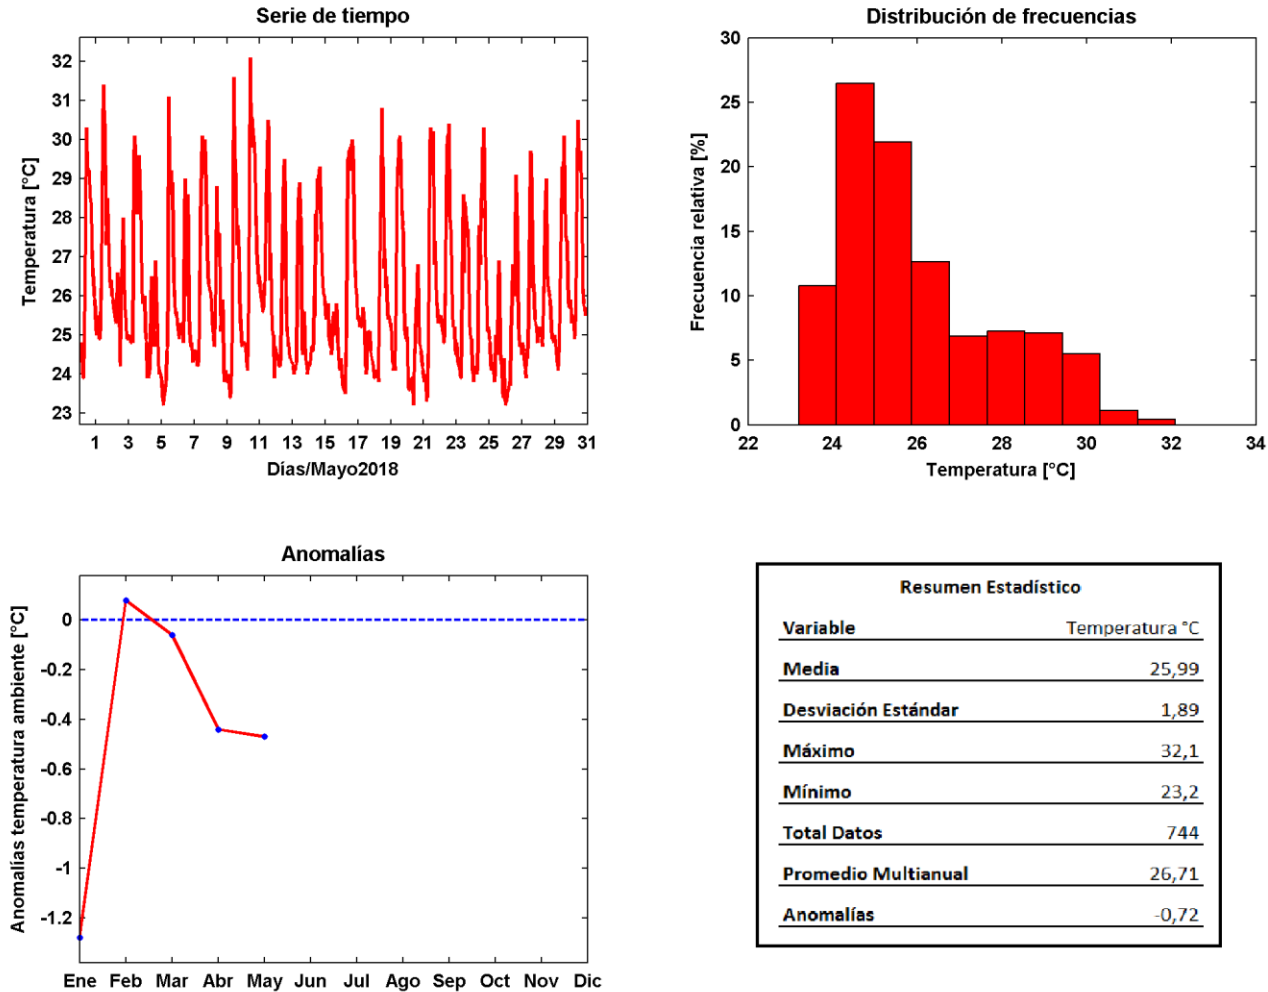 Serie de tiempo
32
31
30
29
28
27
26
25
24
23
Temperatura [°C]
1 3 5 7 9 11 13 15 17 19 21 23 25 27 29 31
Días/Mayo2018
Distribución de frecuencias
30
25
20
15
10
5
0
Frecuencia relativa [%]
22 24 26 28 30 32 34
Temperatura [°C]
Anomalías
0
-0.2
-0.4
-0.6
-0.8
-1
-1.2
Anomalías temperatura ambiente [°C]
Ene Feb Mar Abr May Jun Jul Ago Sep Oct Nov Dic
Resumen Estadístico
Variable Temperatura °C
Media 25,99
Desviación Estándar 1,89
Máximo 32,1
Mínimo 23,2
Total Datos 744
Promedio Multianual 26,71
Anomalías -0,72